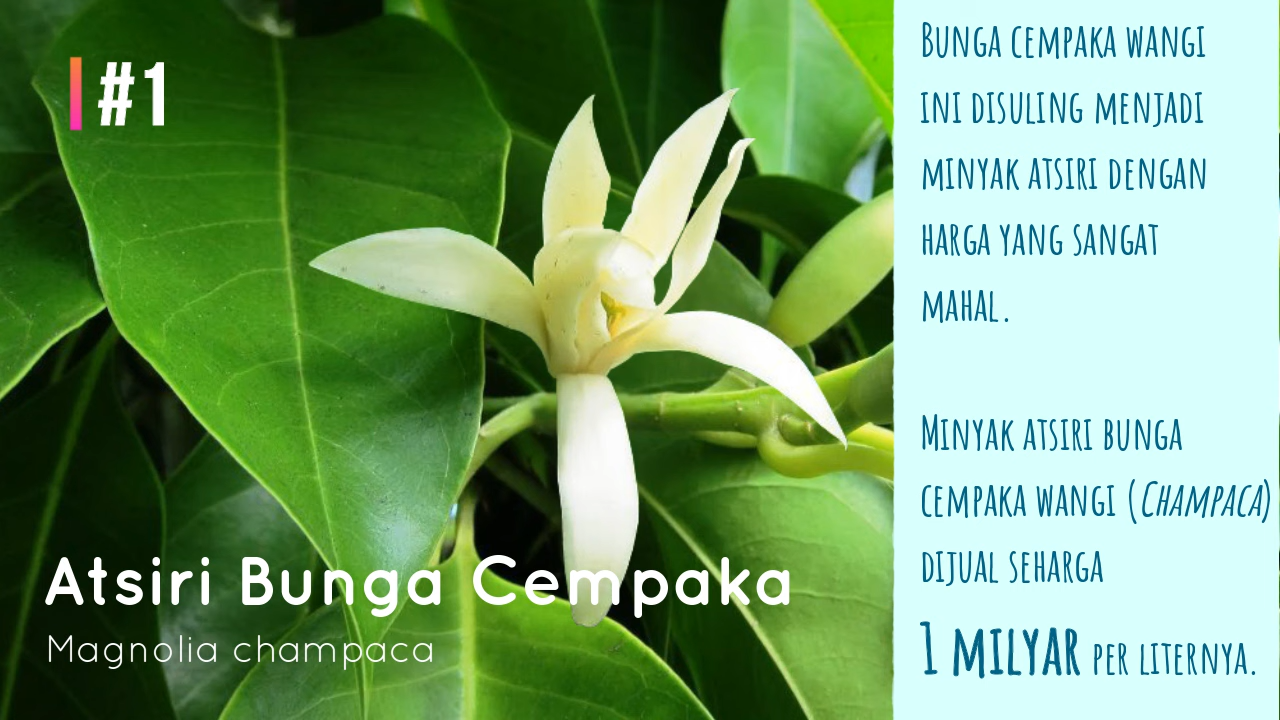 #1
Atsiri Bunga Cempaka
Magnolia champaca
Bunga cempaka wangi
ini disuling menjadi
minyak atsiri dengan
harga yang sangat
mahal.
Minyak atsiri bunga
cempaka wangi (Champaca)
dijual seharga
1 milyar per liternya.